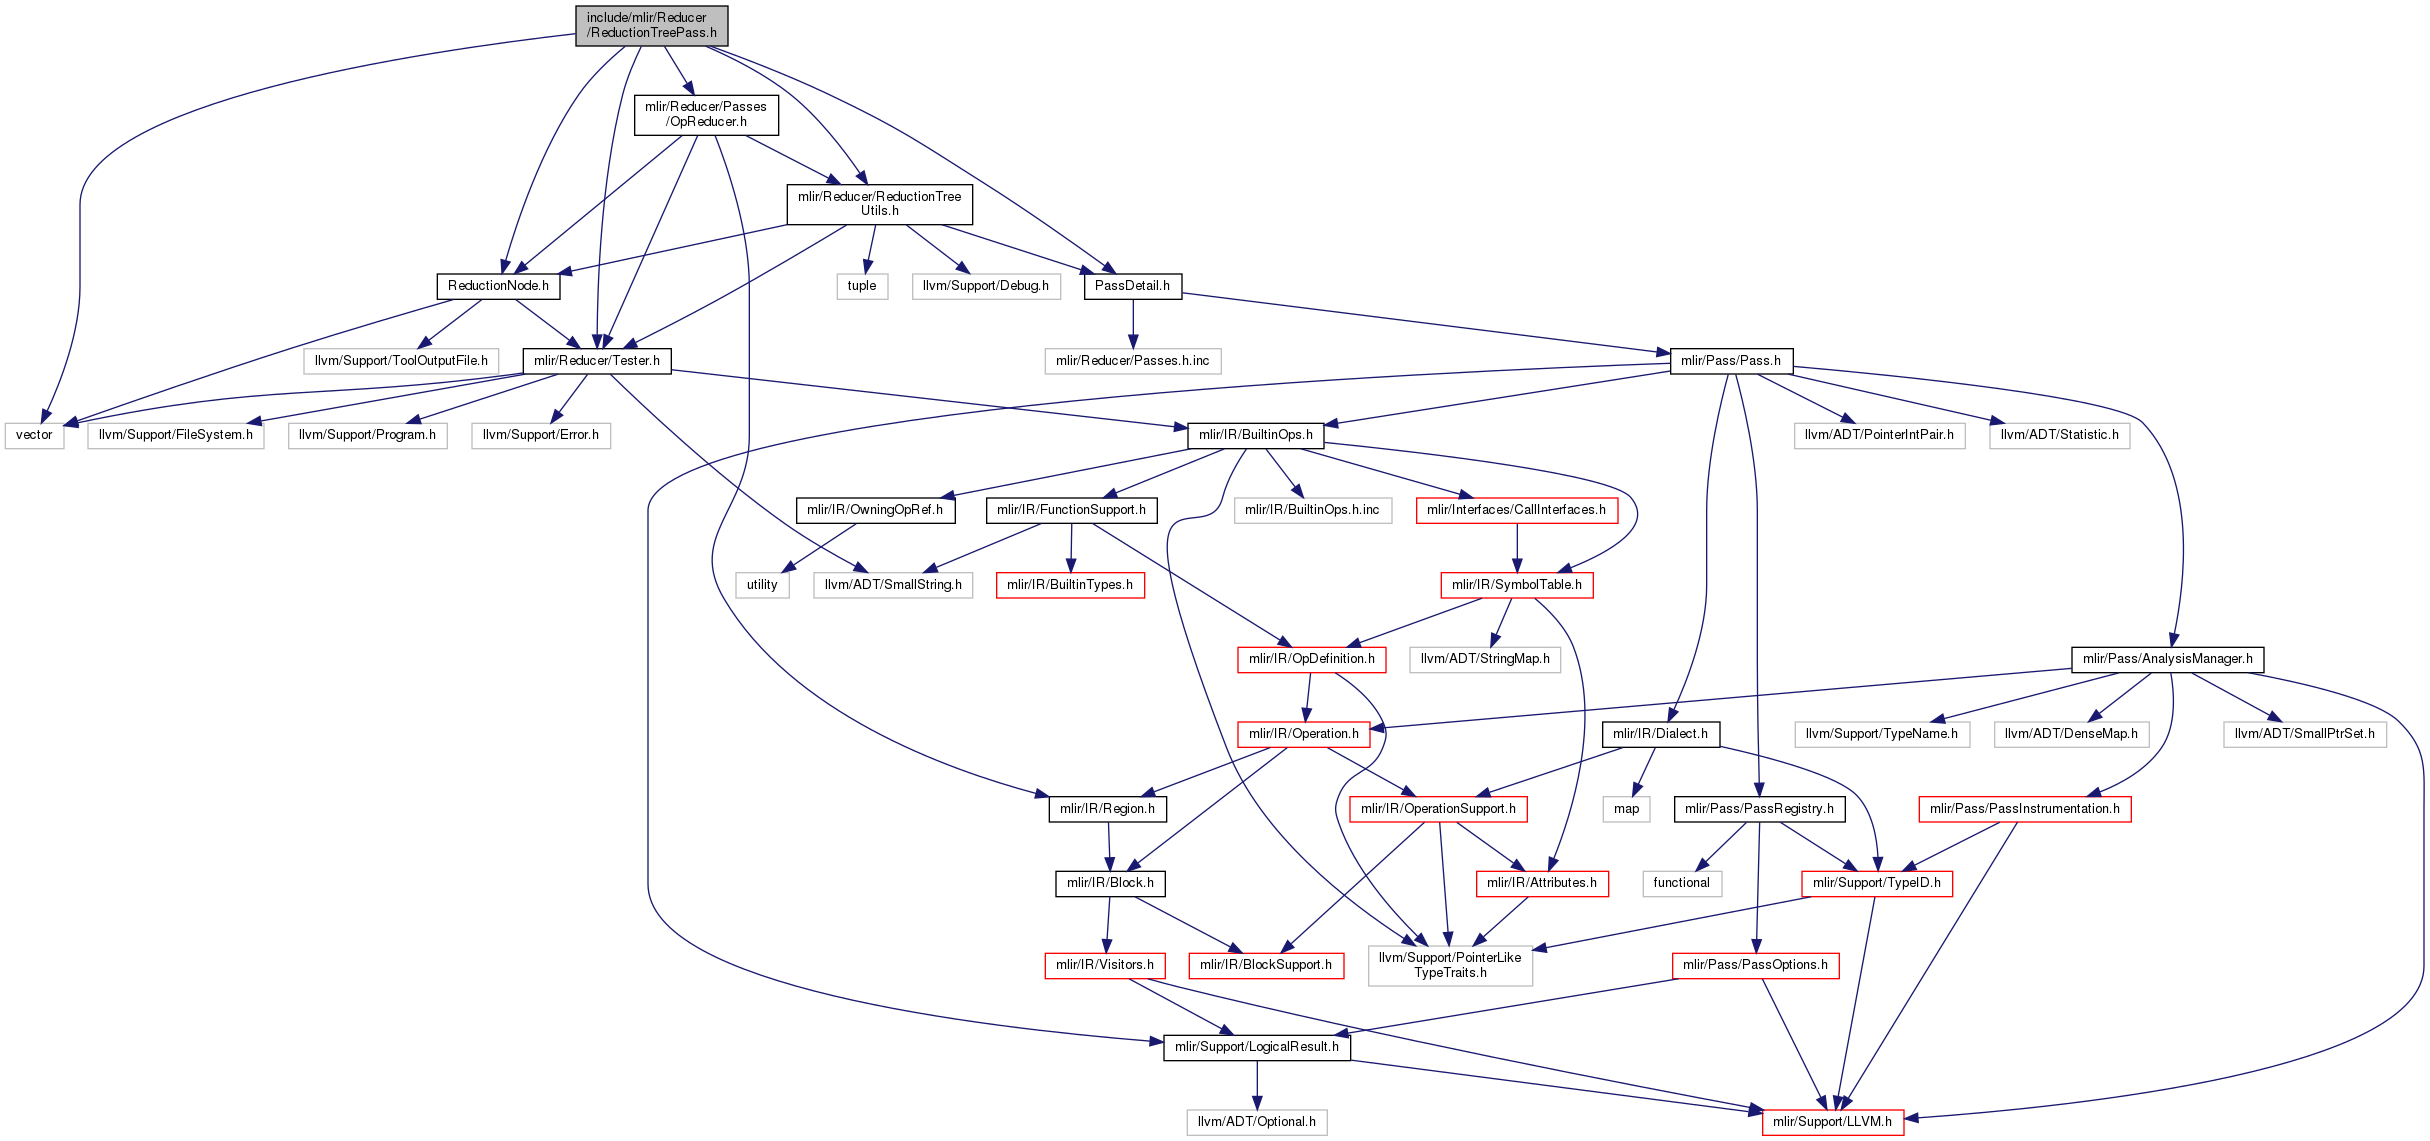 include/mlir/Reducer
/ReductionTreePass.h
mlir/Reducer/Passes
/OpReducer.h
mlir/Reducer/ReductionTree
Utils.h
ReductionNode.h
tuple
llvm/Support/Debug.h
PassDetail.h
llvm/Support/ToolOutputFile.h
mlir/Reducer/Tester.h
mlir/Reducer/Passes.h.inc
mlir/Pass/Pass.h
vector
llvm/Support/FileSystem.h
llvm/Support/Program.h
llvm/Support/Error.h
mlir/IR/BuiltinOps.h
llvm/ADT/PointerIntPair.h
llvm/ADT/Statistic.h
mlir/IR/OwningOpRef.h
mlir/IR/FunctionSupport.h
mlir/IR/BuiltinOps.h.inc
mlir/Interfaces/CallInterfaces.h
utility
llvm/ADT/SmallString.h
mlir/IR/BuiltinTypes.h
mlir/IR/SymbolTable.h
mlir/IR/OpDefinition.h
llvm/ADT/StringMap.h
mlir/Pass/AnalysisManager.h
mlir/IR/Operation.h
mlir/IR/Dialect.h
llvm/Support/TypeName.h
llvm/ADT/DenseMap.h
llvm/ADT/SmallPtrSet.h
mlir/IR/Region.h
mlir/IR/OperationSupport.h
map
mlir/Pass/PassRegistry.h
mlir/Pass/PassInstrumentation.h
mlir/IR/Block.h
mlir/IR/Attributes.h
functional
mlir/Support/TypeID.h
mlir/IR/Visitors.h
mlir/IR/BlockSupport.h
llvm/Support/PointerLike
TypeTraits.h
mlir/Pass/PassOptions.h
mlir/Support/LogicalResult.h
llvm/ADT/Optional.h
mlir/Support/LLVM.h